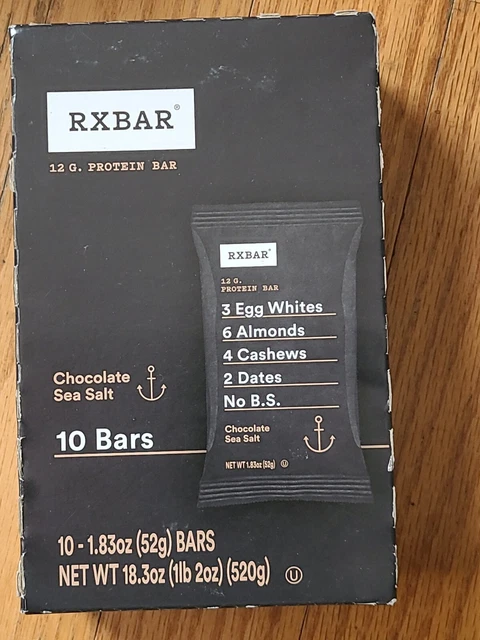 RXBAR®
12 G. PROTEIN BAR
RXBAR®
12 G.
PROTEIN BAR
3 Egg Whites
6 Almonds
4 Cashews
2 Dates
No B.S.
Chocolate
Sea Salt
NET WT 1.83oz (52g) U
Chocolate
Sea Salt
10 Bars
10 - 1.83oz (52g) BARS
NET WT 18.3oz (1lb 2oz) (520g) U